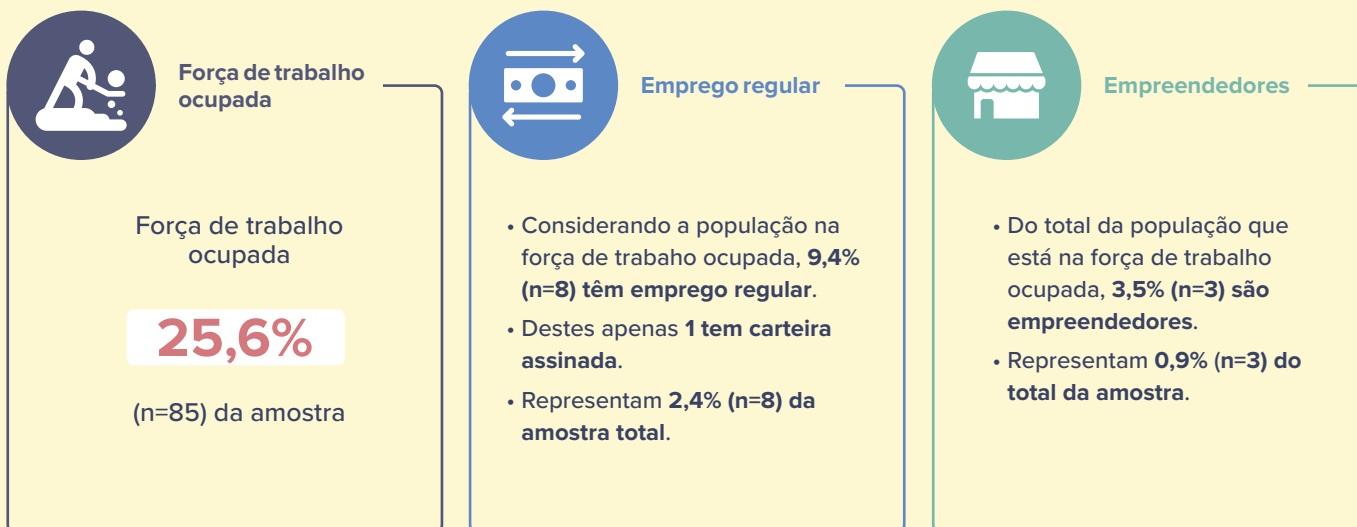 Força de trabalho
ocupada
Força de trabalho
ocupada
25,6%
(n=85) da amostra
Emprego regular
• Considerando a população na
força de trabaho ocupada, 9,4%
(n=8) têm emprego regular.
• Destes apenas 1 tem carteira
assinada.
• Representam 2,4% (n=8) da
amostra total.
Empreendedores
• Do total da população que
está na força de trabalho
ocupada, 3,5% (n=3) são
empreendedores.
• Representam 0,9% (n=3) do
total da amostra.